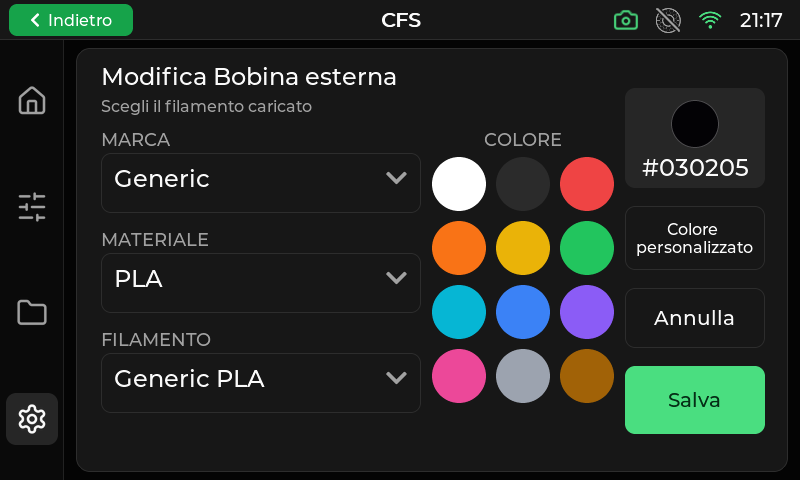 Indietro
CFS
21:17
Modifica Bobina esterna
Scegli il filamento caricato
MARCA
Generic
MATERIALE
PLA
FILAMENTO
Generic PLA
COLORE
#030205
Colore
personalizzato
Annulla
Salva